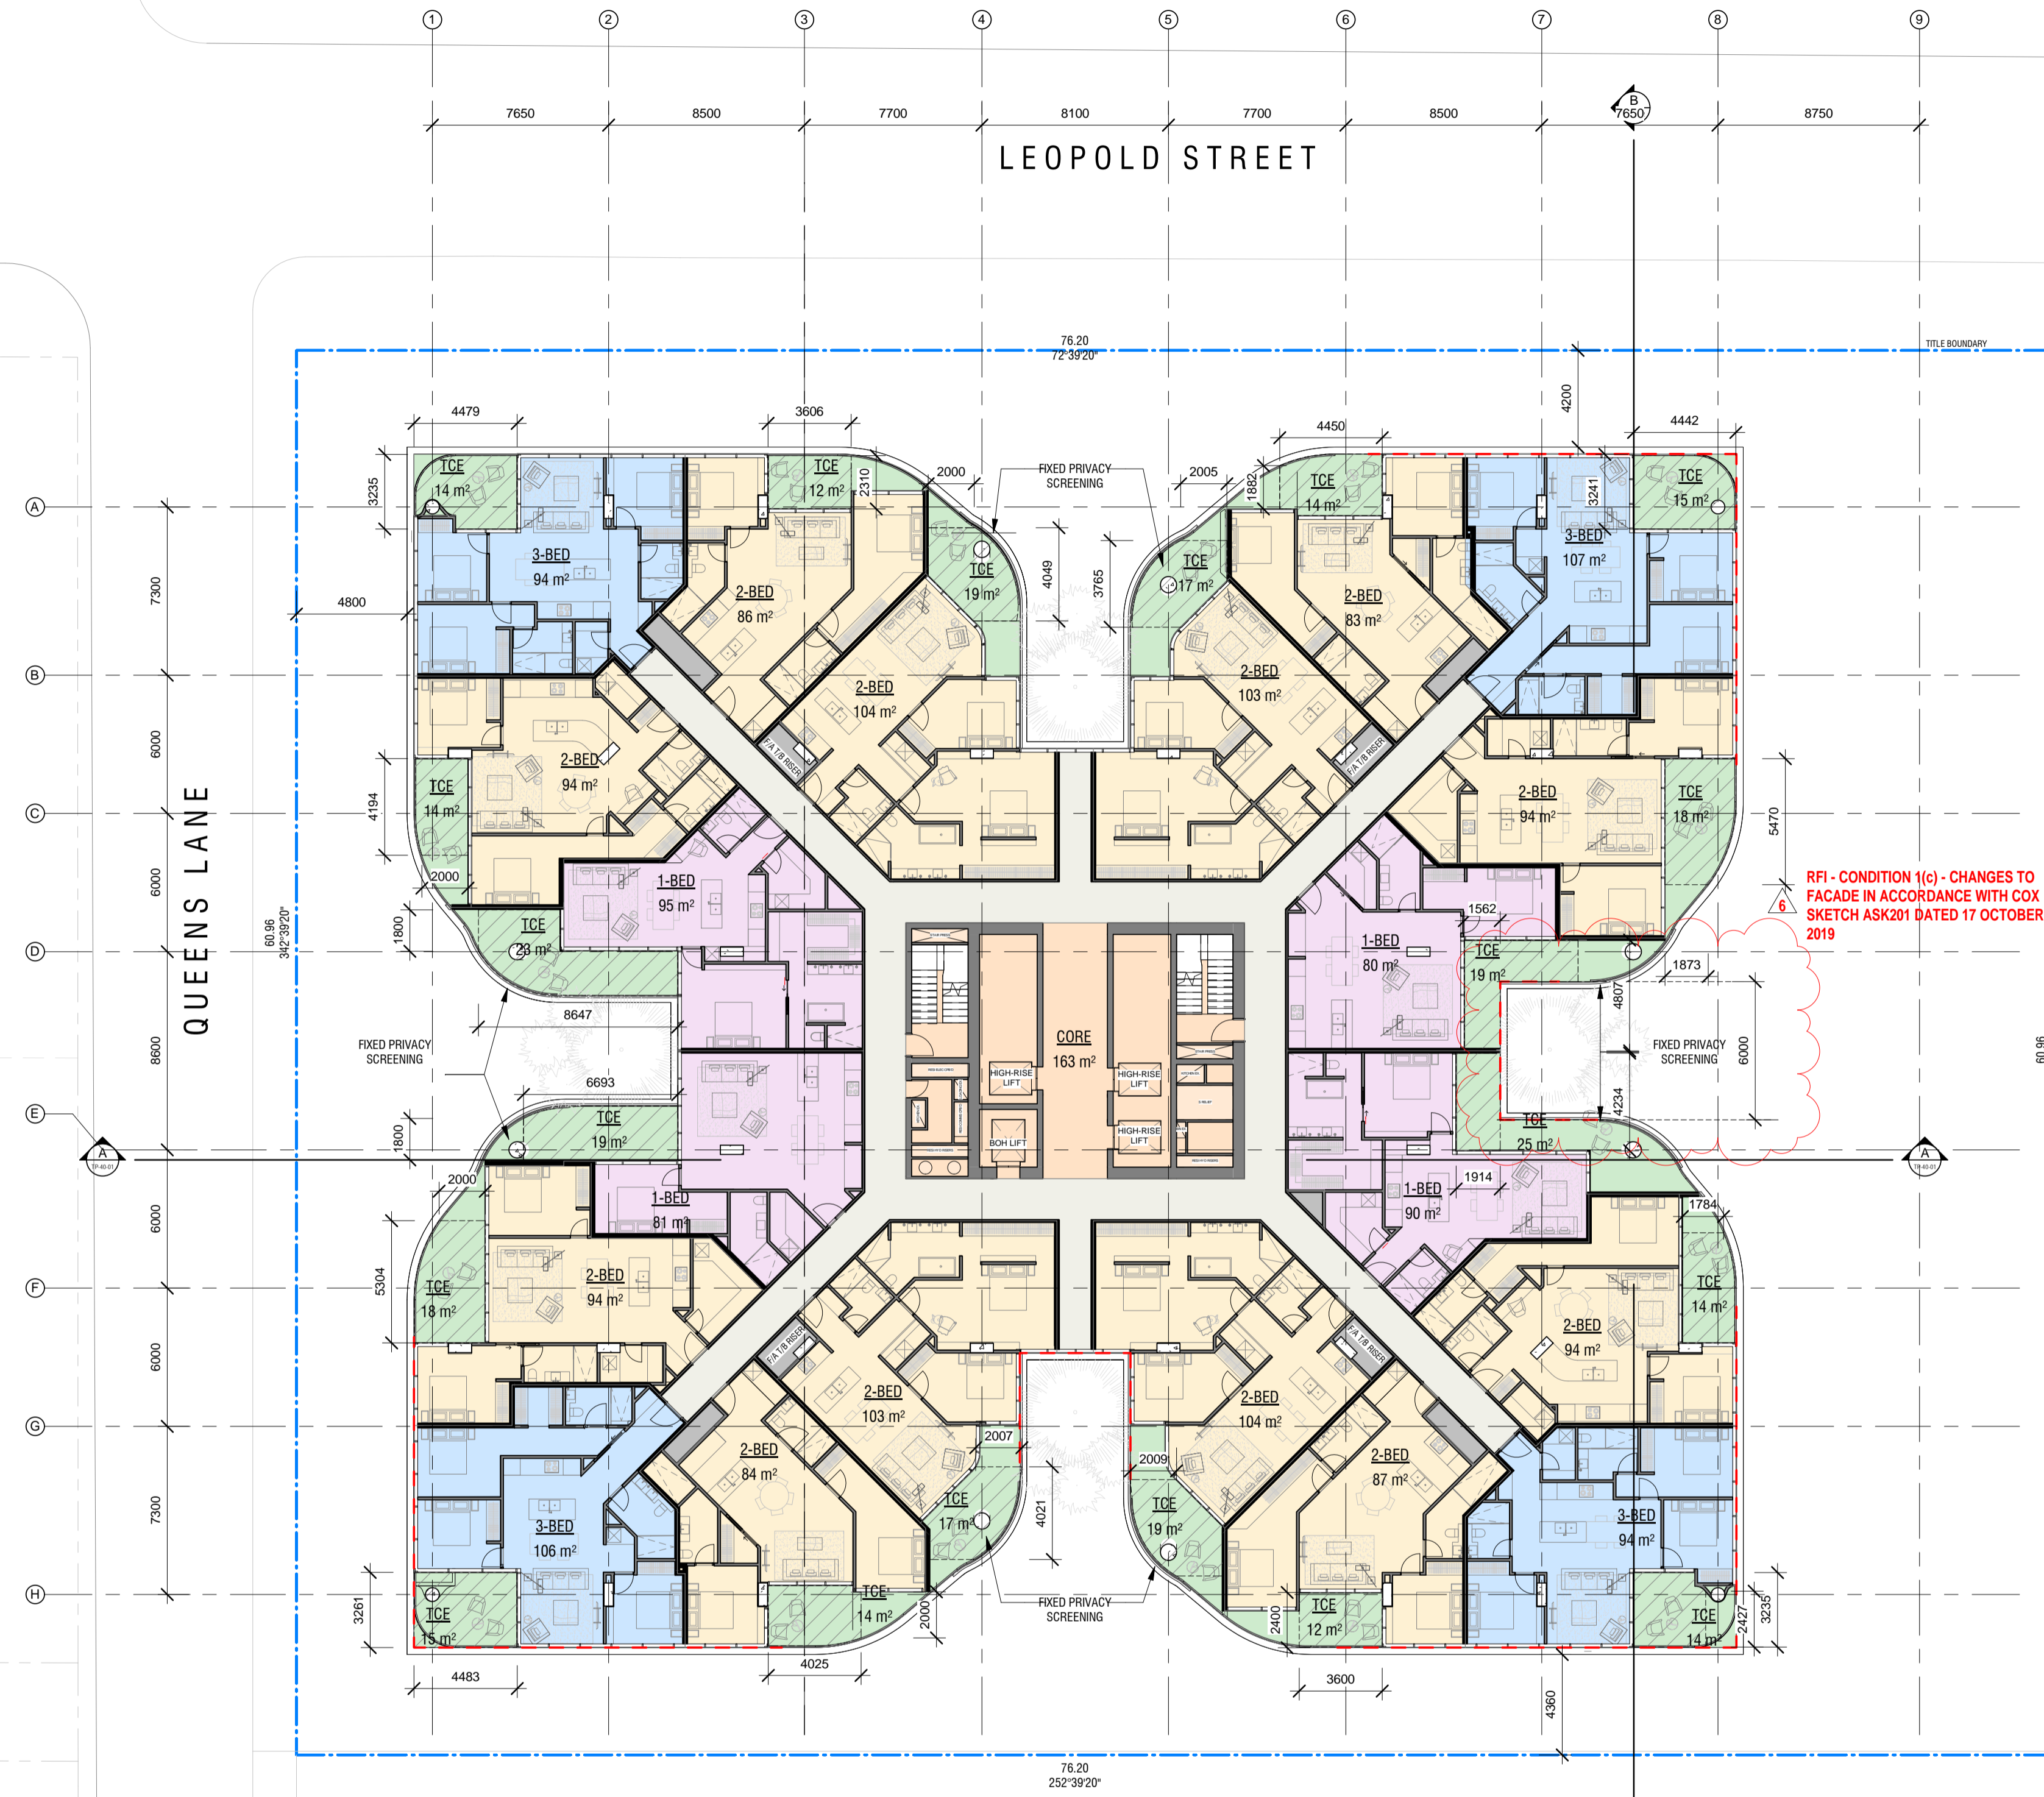 1 2 3 4 5 6 7 8 9
B
7650 8500 7700 8100 7700 8500 7650 8750
LEOPOLD STREET
76.20
72°39'20"
TITLE BOUNDARY
4200
4479 3606 4450 4442
FIXED PRIVACY
SCREENING
2000 2005
3235 2310 1882 3241
TCE
14 m²
TCE
12 m²
TCE
14 m²
TCE
15 m²
A
3-BED
94 m²
2-BED
86 m²
TCE
19 m²
4049 3765
TCE
17 m²
2-BED
83 m²
3-BED
107 m²
7300
4800
B
2-BED
104 m²
2-BED
103 m²
6000
F/A T/B RISER
F/A T/B RISER
2-BED
94 m²
TCE
14 m²
4194
2-BED
94 m²
TCE
18 m²
5470
C
QUEENS LANE
60.96
342°39'20"
6000
2000
1-BED
95 m²
1800
TCE
23 m²
D
1562
1-BED
80 m²
TCE
19 m²
1873
6
RFI - CONDITION 1(c) - CHANGES TO
FACADE IN ACCORDANCE WITH COX
SKETCH ASK201 DATED 17 OCTOBER
2019
8647
8600
FIXED PRIVACY
SCREENING
CORE
163 m²
HIGH-RISE
LIFT
HIGH-RISE
LIFT
HIGH-RISE
LIFT
BOH LIFT
4807
6000
4234
FIXED PRIVACY
SCREENING
60.96
6693
E
TCE
19 m²
1800
TCE
25 m²
A
TP-40-01
A
TP-40-01
2000
1-BED
81 m²
1914
1-BED
90 m²
1784
6000
5304
2-BED
94 m²
TCE
18 m²
F
TCE
14 m²
2-BED
94 m²
F/A T/B RISER
F/A T/B RISER
6000
2-BED
103 m²
2-BED
104 m²
G
2007
2009
2-BED
84 m²
2-BED
87 m²
7300
3-BED
106 m²
TCE
17 m²
4021
TCE
19 m²
3-BED
94 m²
H
3261
TCE
15 m²
TCE
14 m²
2000
FIXED PRIVACY
SCREENING
2400
TCE
12 m²
TCE
14 m²
2427
3235
4483 4025 3600
4360
76.20
252°39'20"